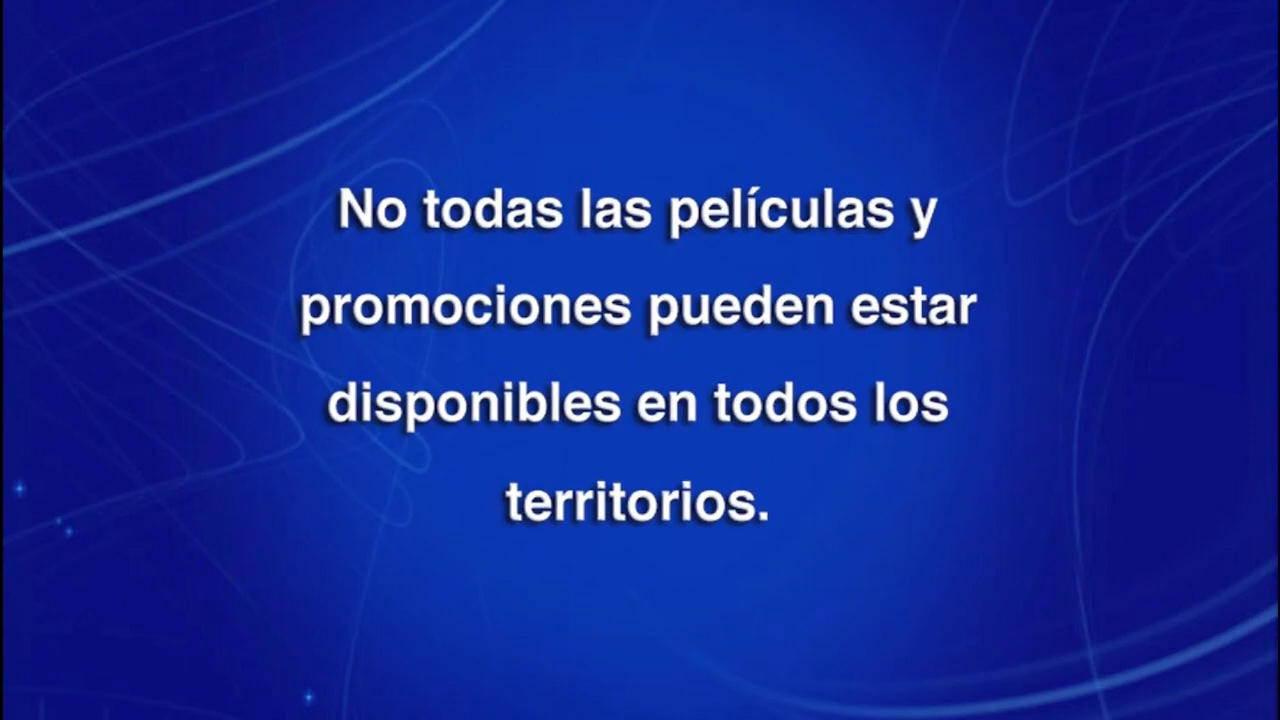 No todas las películas y
promociones pueden estar
disponibles en todos los
territorios.